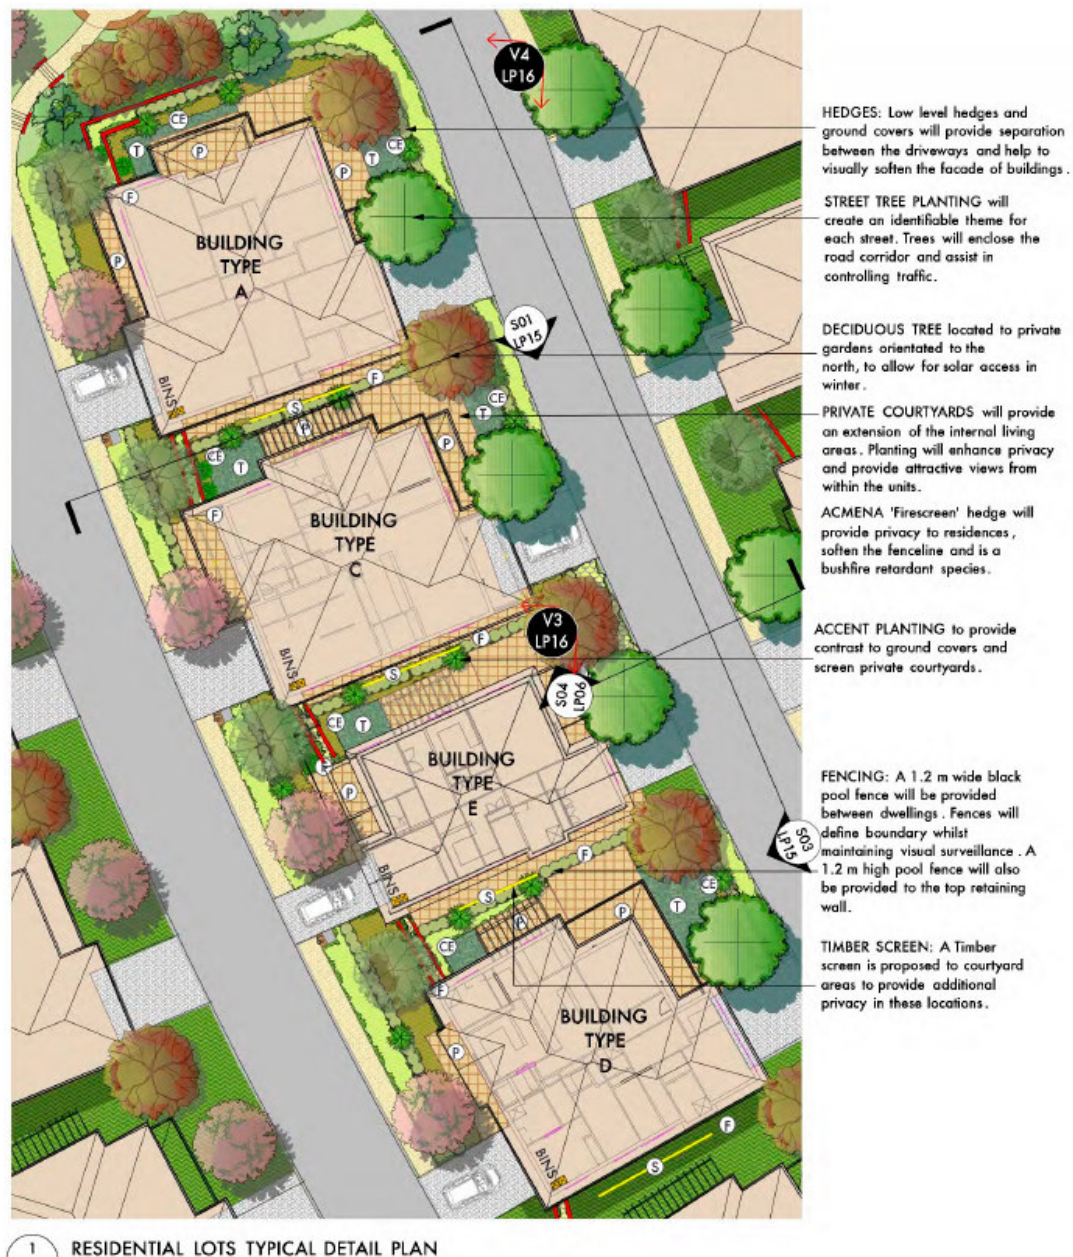 V4
LP16
HEDGES: Low level hedges and
ground covers will provide separation
between the driveways and help to
visually soften the facade of buildings.
STREET TREE PLANTING will
create an identifiable theme for
each street. Trees will enclose the
road corridor and assist in
controlling traffic.
DECIDUOUS TREE located to private
gardens orientated to the
north, to allow for solar access in
winter.
PRIVATE COURTYARDS will provide
an extension of the internal living
areas. Planting will enhance privacy
and provide attractive views from
within the units.
ACMENA 'Firescreen' hedge will
provide privacy to residences,
soften the fenceline and is a
bushfire retardant species.
ACCENT PLANTING to provide
contrast to ground covers and
screen private courtyards.
FENCING: A 1.2 m wide black
pool fence will be provided
between dwellings. Fences will
define boundary whilst
maintaining visual surveillance. A
1.2 m high pool fence will also
be provided to the top retaining
wall.
TIMBER SCREEN: A Timber
screen is proposed to courtyard
areas to provide additional
privacy in these locations.
CE
T
P
F
P
T
CE
P
BUILDING
TYPE
A
S01
LP15
BINS
F
S
CE
T
P
CE
T
F
BUILDING
TYPE
C
V3
LP16
BINS
F
S
S04
LP06
CE
T
P
BUILDING
TYPE
E
S03
LP15
BINS
F
S
CE
T
P
CE
F
P
BUILDING
TYPE
D
BINS
F
S
1
RESIDENTIAL LOTS TYPICAL DETAIL PLAN